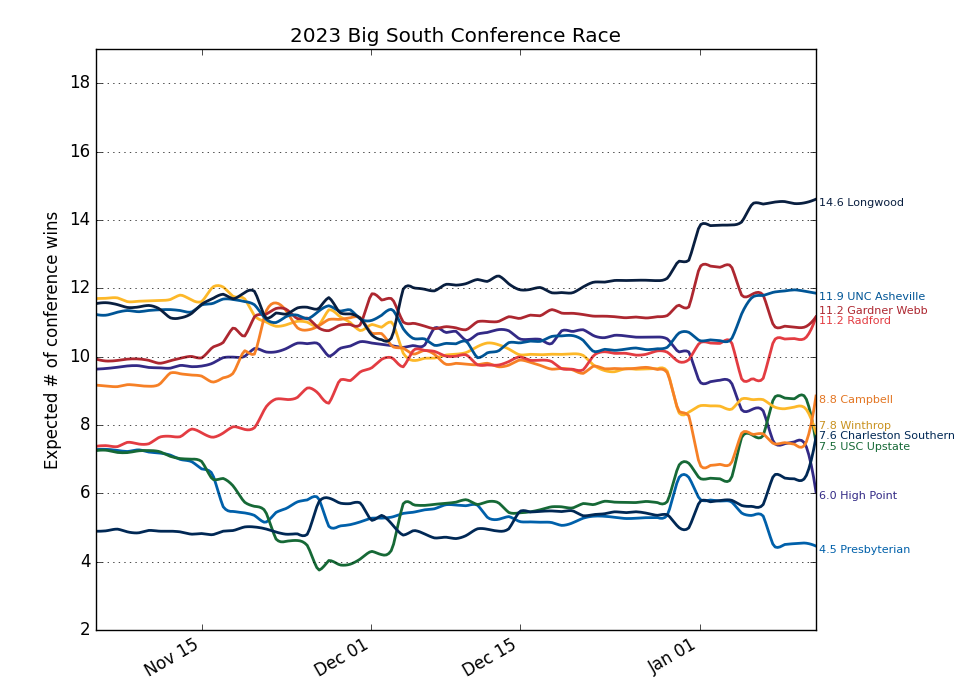 2023 Big South Conference Race
Expected # of conference wins
18
16
14
12
10
8
6
4
2
Nov 15
Dec 01
Dec 15
Jan 01
14.6 Longwood
11.9 UNC Asheville
11.2 Gardner Webb
11.2 Radford
8.8 Campbell
7.8 Winthrop
7.6 Charleston Southern
7.5 USC Upstate
6.0 High Point
4.5 Presbyterian